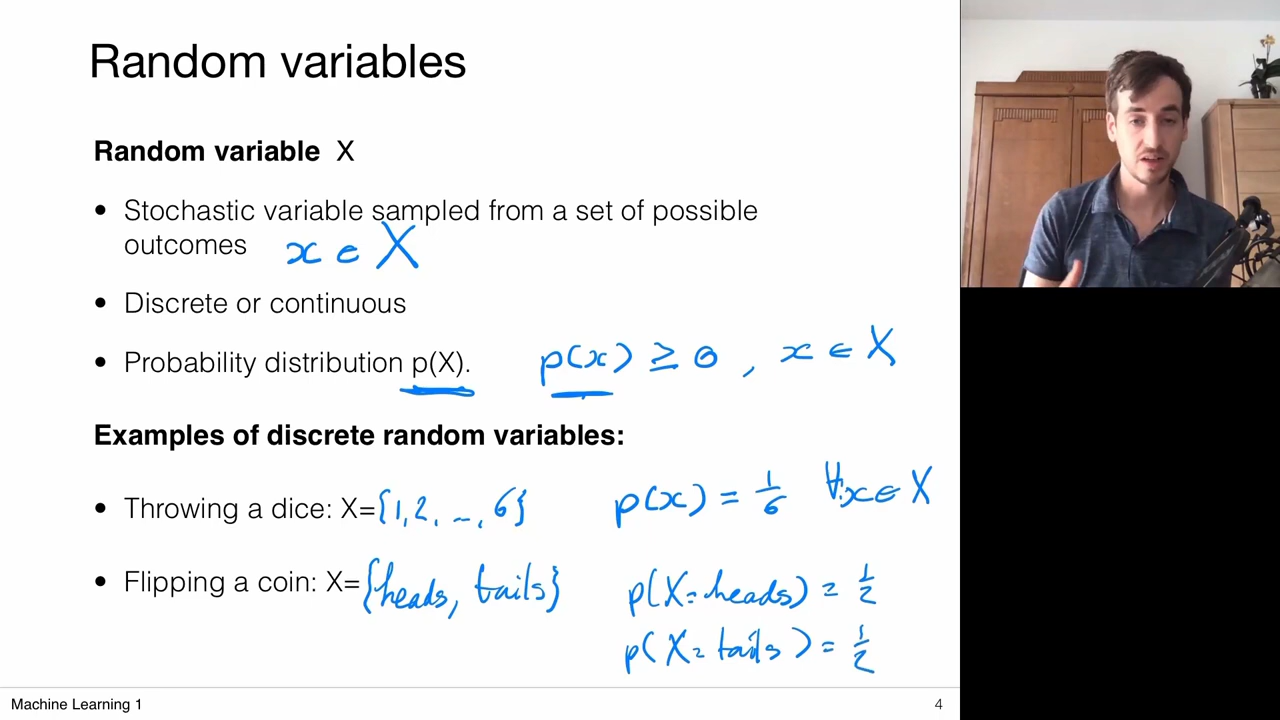 Random variables
Random variable X
• Stochastic variable sampled from a set of possible
outcomes x ∈ X
• Discrete or continuous
• Probability distribution p(X). p(x) ≥ 0 , x ∈ X
Examples of discrete random variables:
• Throwing a dice: X={1,2, ..., 6} p(x) = 1/6 ∀x ∈ X
• Flipping a coin: X={heads, tails} p(X=heads) = 1/2
p(X=tails) = 1/2
Machine Learning 1 4